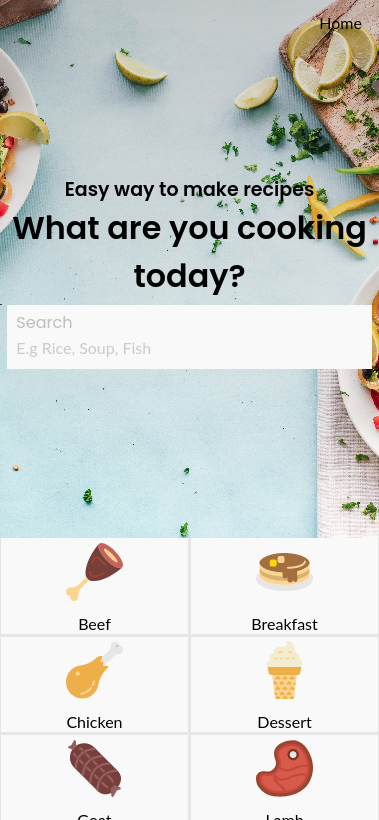 Home
Easy way to make recipes
What are you cooking
today?
Search
E.g Rice, Soup, Fish
Beef
Breakfast
Chicken
Dessert
Goat
Lamb